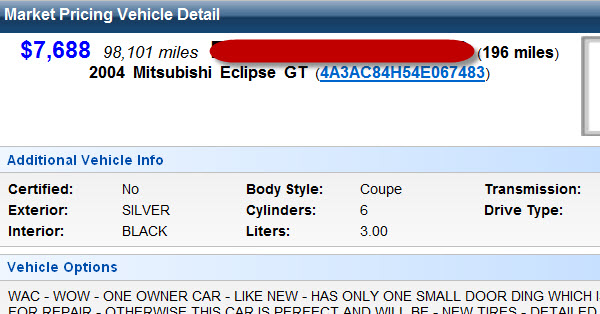 Market Pricing Vehicle Detail
$7,688 98,101 miles (196 miles)
2004 Mitsubishi Eclipse GT (4A3AC84H54E067483)
Additional Vehicle Info
Certified: No Body Style: Coupe Transmission:
Exterior: SILVER Cylinders: 6 Drive Type:
Interior: BLACK Liters: 3.00
Vehicle Options
WAC - WOW - ONE OWNER CAR - LIKE NEW - HAS ONLY ONE SMALL DOOR DING WHICH
FOR REPAIR - OTHERWISE THIS CAR IS PERFECT AND WILL BE - NEW TIRES - DETAILED